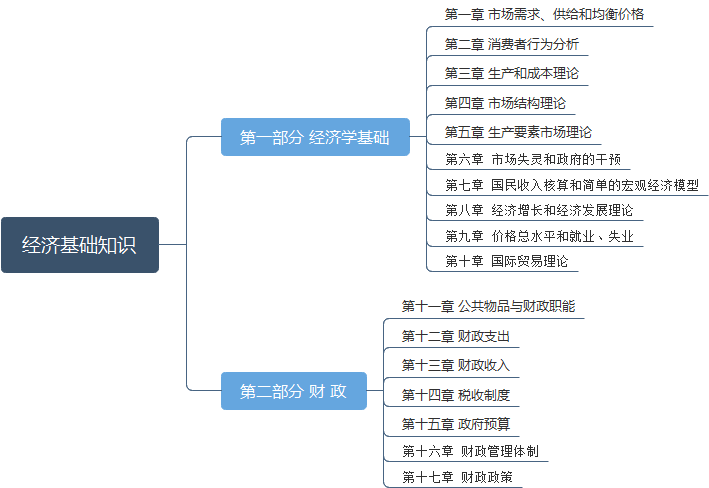 经济基础知识
第一部分 经济学基础
第一章 市场需求、供给和均衡价格
第二章 消费者行为分析
第三章 生产和成本理论
第四章 市场结构理论
第五章 生产要素市场理论
第六章 市场失灵和政府的干预
第七章 国民收入核算和简单的宏观经济模型
第八章 经济增长和经济发展理论
第九章 价格总水平和就业、失业
第十章 国际贸易理论
第二部分 财 政
第十一章 公共物品与财政职能
第十二章 财政支出
第十三章 财政收入
第十四章 税收制度
第十五章 政府预算
第十六章 财政管理体制
第十七章 财政政策